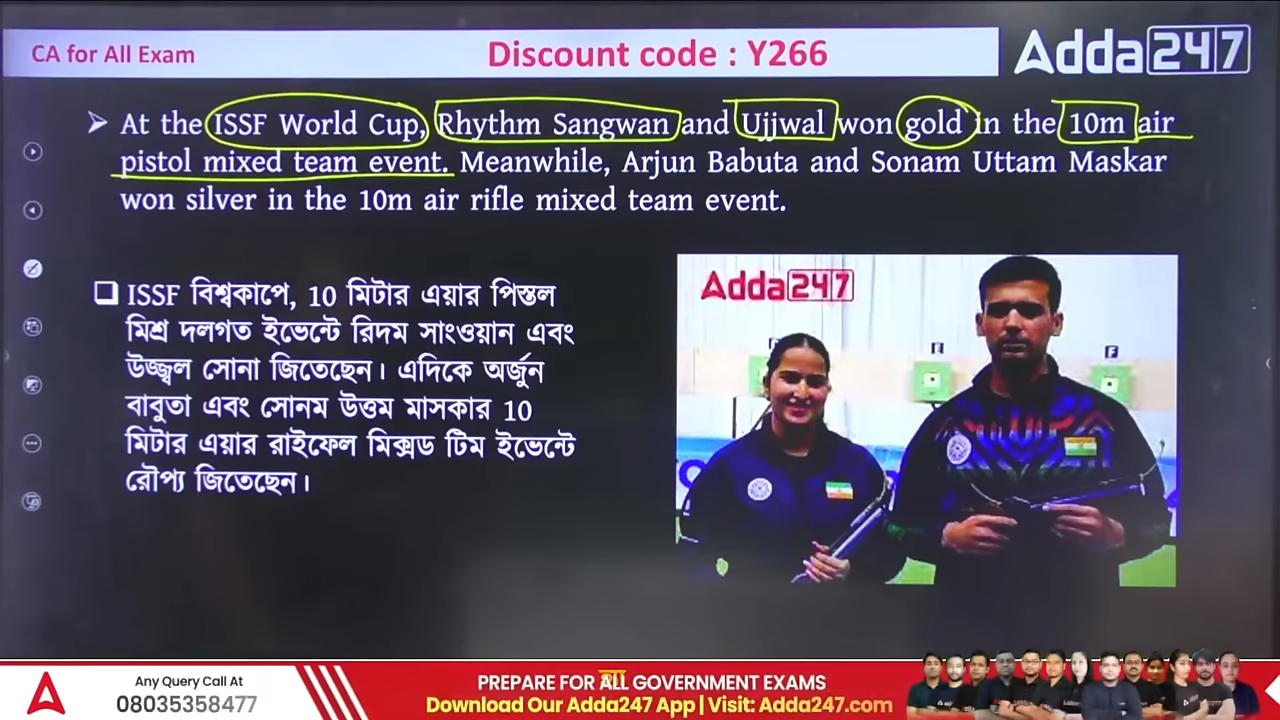 CA for All Exam
Discount code : Y266
Adda247
➤ At the ISSF World Cup, Rhythm Sangwan and Ujjwal won gold in the 10m air
pistol mixed team event. Meanwhile, Arjun Babuta and Sonam Uttam Maskar
won silver in the 10m air rifle mixed team event.
❑ ISSF বিশ্বকাপে, 10 মিটার এয়ার পিস্তল
মিশ্র দলগত ইভেন্টে রিদম সাংওয়ান এবং
উজ্জ্বল সোনা জিতেছেন। এদিকে অর্জুন
বাবুতা এবং সোনম উত্তম মাসকার 10
মিটার এয়ার রাইফেল মিক্সড টিম ইভেন্টে
রৌপ্য জিতেছেন।
Adda247
E
F
Any Query Call At
08035358477
PREPARE FOR ALL GOVERNMENT EXAMS
Download Our Adda247 App | Visit: Adda247.com